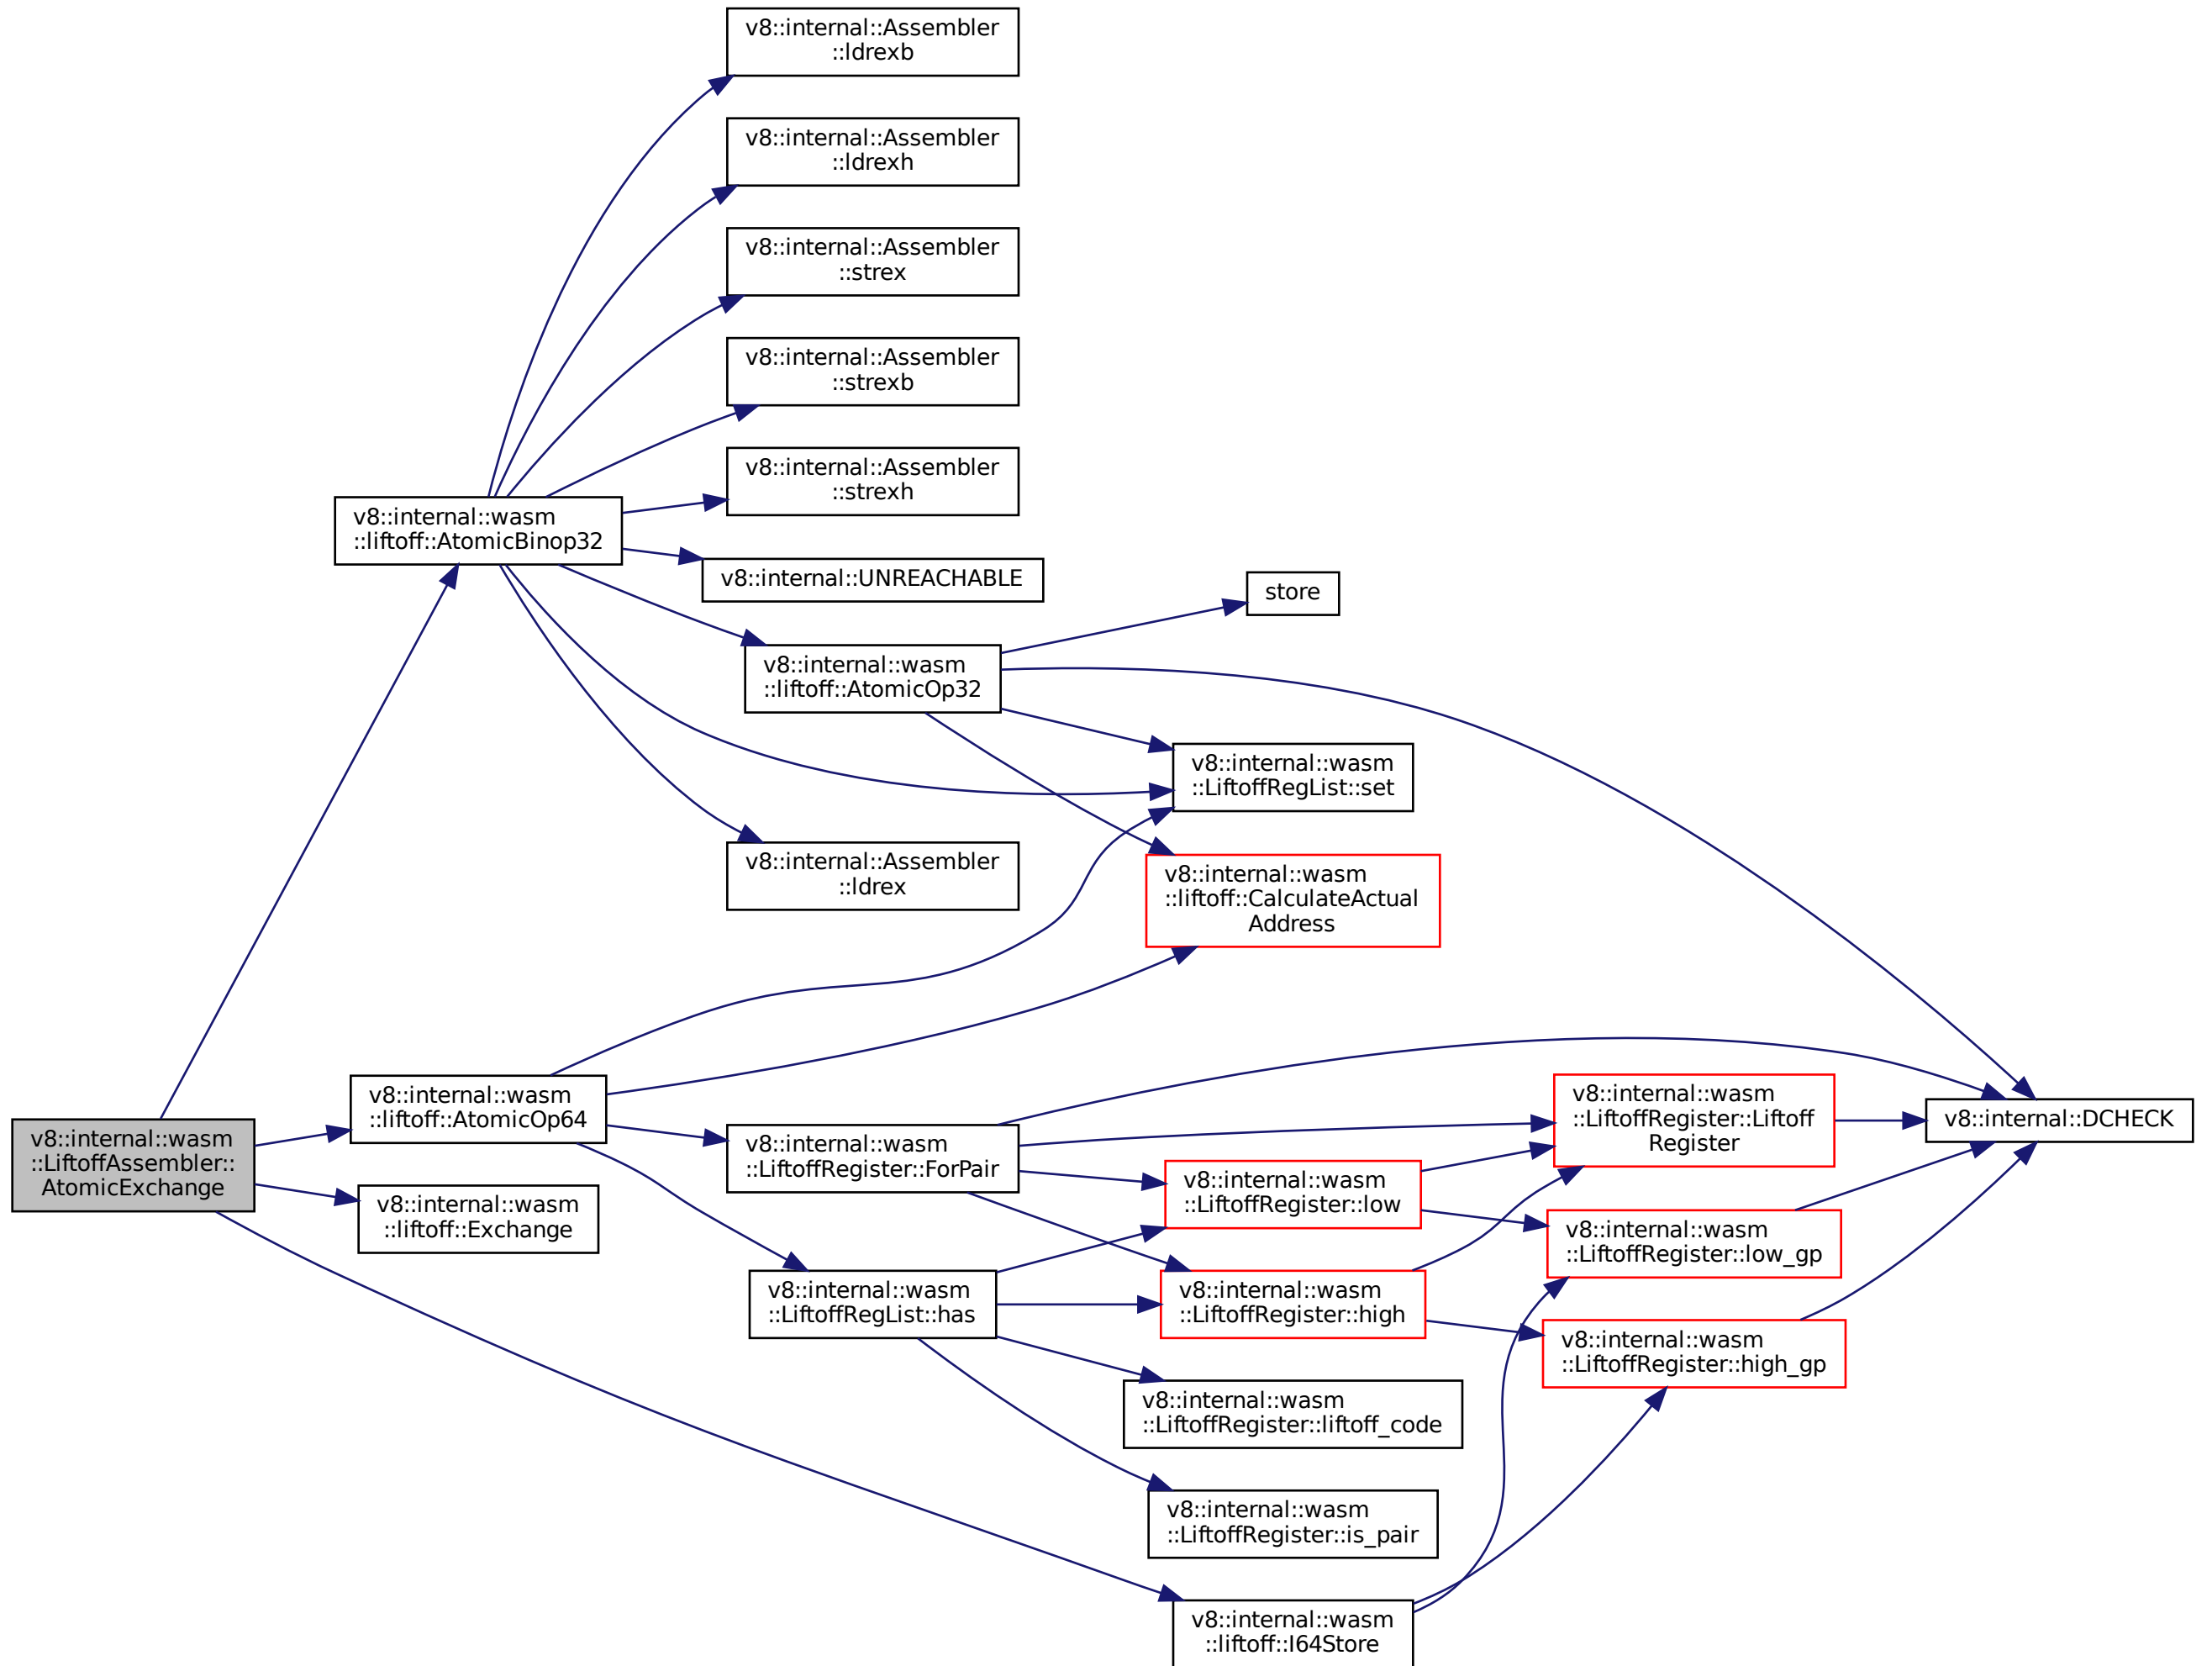 v8::internal::Assembler
::ldrexb
v8::internal::Assembler
::ldrexh
v8::internal::Assembler
::strex
v8::internal::Assembler
::strexb
v8::internal::Assembler
::strexh
v8::internal::wasm
::liftoff::AtomicBinop32
v8::internal::UNREACHABLE
store
v8::internal::wasm
::liftoff::AtomicOp32
v8::internal::wasm
::LiftoffRegList::set
v8::internal::Assembler
::ldrex
v8::internal::wasm
::liftoff::CalculateActual
Address
v8::internal::wasm
::LiftoffAssembler::
AtomicExchange
v8::internal::wasm
::liftoff::AtomicOp64
v8::internal::wasm
::liftoff::Exchange
v8::internal::wasm
::LiftoffRegister::ForPair
v8::internal::wasm
::LiftoffRegister::Liftoff
Register
v8::internal::DCHECK
v8::internal::wasm
::LiftoffRegister::low
v8::internal::wasm
::LiftoffRegister::low_gp
v8::internal::wasm
::LiftoffRegList::has
v8::internal::wasm
::LiftoffRegister::high
v8::internal::wasm
::LiftoffRegister::high_gp
v8::internal::wasm
::LiftoffRegister::liftoff_code
v8::internal::wasm
::LiftoffRegister::is_pair
v8::internal::wasm
::liftoff::I64Store